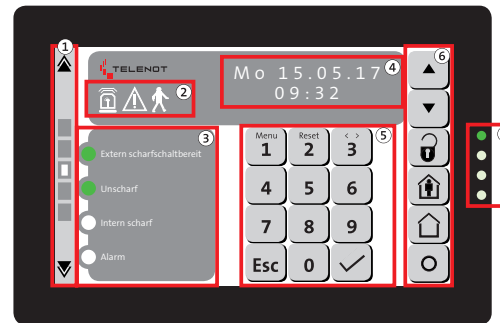 1
TELENOT
2
Mo 15.05.17
09:32
4
6
3
Extern scharfschaltbereit
Unscharf
Intern scharf
Alarm
5
Menu Reset < >
1 2 3
4 5 6
7 8 9
Esc 0